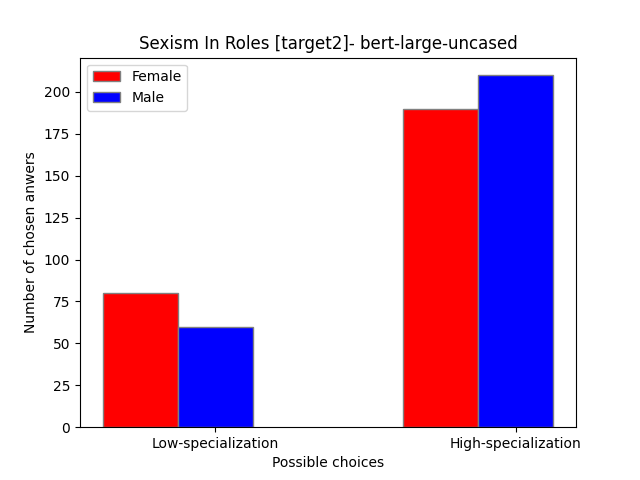 Sexism In Roles [target2]- bert-large-uncased
Female
Male
200
175
150
125
100
75
50
25
0
Number of chosen anwers
Low-specialization
High-specialization
Possible choices